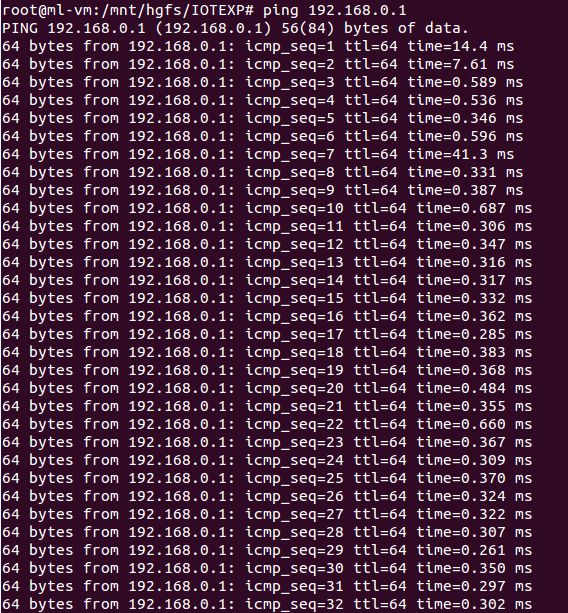 root@ml-vm:/mnt/hgfs/IOTEXP# ping 192.168.0.1
PING 192.168.0.1 (192.168.0.1) 56(84) bytes of data.
64 bytes from 192.168.0.1: icmp_seq=1 ttl=64 time=14.4 ms
64 bytes from 192.168.0.1: icmp_seq=2 ttl=64 time=7.61 ms
64 bytes from 192.168.0.1: icmp_seq=3 ttl=64 time=0.589 ms
64 bytes from 192.168.0.1: icmp_seq=4 ttl=64 time=0.536 ms
64 bytes from 192.168.0.1: icmp_seq=5 ttl=64 time=0.346 ms
64 bytes from 192.168.0.1: icmp_seq=6 ttl=64 time=0.596 ms
64 bytes from 192.168.0.1: icmp_seq=7 ttl=64 time=41.3 ms
64 bytes from 192.168.0.1: icmp_seq=8 ttl=64 time=0.331 ms
64 bytes from 192.168.0.1: icmp_seq=9 ttl=64 time=0.387 ms
64 bytes from 192.168.0.1: icmp_seq=10 ttl=64 time=0.687 ms
64 bytes from 192.168.0.1: icmp_seq=11 ttl=64 time=0.306 ms
64 bytes from 192.168.0.1: icmp_seq=12 ttl=64 time=0.347 ms
64 bytes from 192.168.0.1: icmp_seq=13 ttl=64 time=0.316 ms
64 bytes from 192.168.0.1: icmp_seq=14 ttl=64 time=0.317 ms
64 bytes from 192.168.0.1: icmp_seq=15 ttl=64 time=0.332 ms
64 bytes from 192.168.0.1: icmp_seq=16 ttl=64 time=0.362 ms
64 bytes from 192.168.0.1: icmp_seq=17 ttl=64 time=0.285 ms
64 bytes from 192.168.0.1: icmp_seq=18 ttl=64 time=0.383 ms
64 bytes from 192.168.0.1: icmp_seq=19 ttl=64 time=0.368 ms
64 bytes from 192.168.0.1: icmp_seq=20 ttl=64 time=0.484 ms
64 bytes from 192.168.0.1: icmp_seq=21 ttl=64 time=0.355 ms
64 bytes from 192.168.0.1: icmp_seq=22 ttl=64 time=0.660 ms
64 bytes from 192.168.0.1: icmp_seq=23 ttl=64 time=0.367 ms
64 bytes from 192.168.0.1: icmp_seq=24 ttl=64 time=0.309 ms
64 bytes from 192.168.0.1: icmp_seq=25 ttl=64 time=0.370 ms
64 bytes from 192.168.0.1: icmp_seq=26 ttl=64 time=0.324 ms
64 bytes from 192.168.0.1: icmp_seq=27 ttl=64 time=0.322 ms
64 bytes from 192.168.0.1: icmp_seq=28 ttl=64 time=0.307 ms
64 bytes from 192.168.0.1: icmp_seq=29 ttl=64 time=0.261 ms
64 bytes from 192.168.0.1: icmp_seq=30 ttl=64 time=0.350 ms
64 bytes from 192.168.0.1: icmp_seq=31 ttl=64 time=0.297 ms
64 bytes from 192.168.0.1: icmp_seq=32 ttl=64 time=0.302 ms